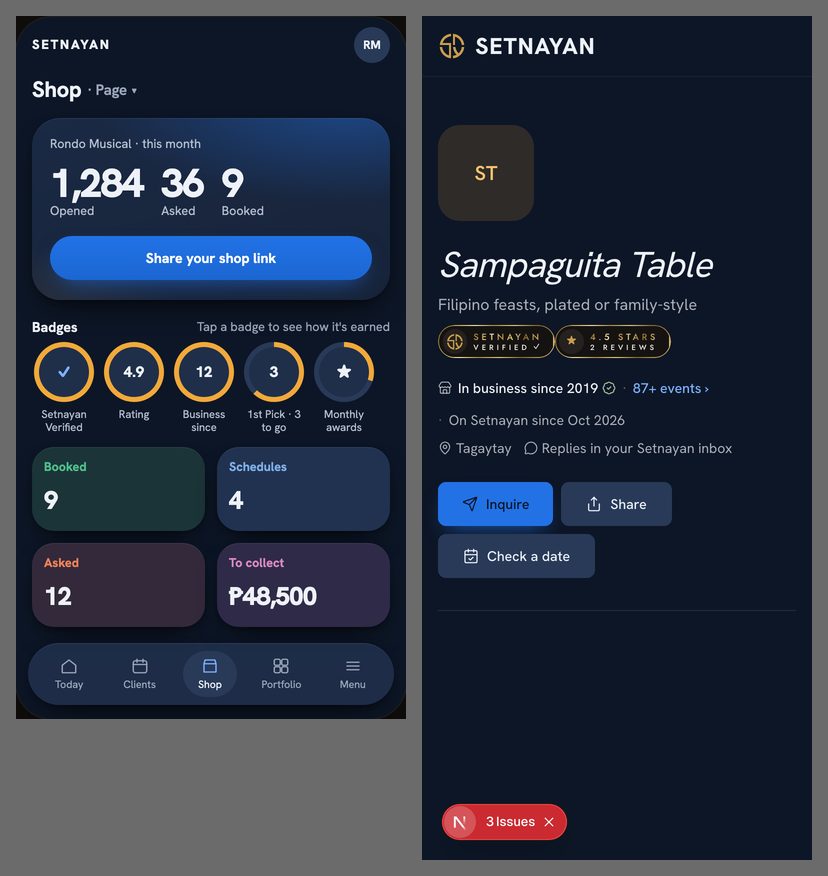 SETNAYAN
RM
Shop · Page ▾
Rondo Musical · this month
1,284 36 9
Opened Asked Booked
Share your shop link
Badges Tap a badge to see how it's earned
4.9 12 3
Setnayan Verified
Rating
Business since
1st Pick · 3 to go
Monthly awards
Booked
9
Schedules
4
Asked
12
To collect
₱48,500
Today Clients Shop Portfolio Menu
SETNAYAN
ST
Sampaguita Table
Filipino feasts, plated or family-style
SETNAYAN
VERIFIED ✓
4.5 STARS
2 REVIEWS
In business since 2019 · 87+ events ›
· On Setnayan since Oct 2026
Tagaytay Replies in your Setnayan inbox
Inquire Share
Check a date
N 3 Issues ×